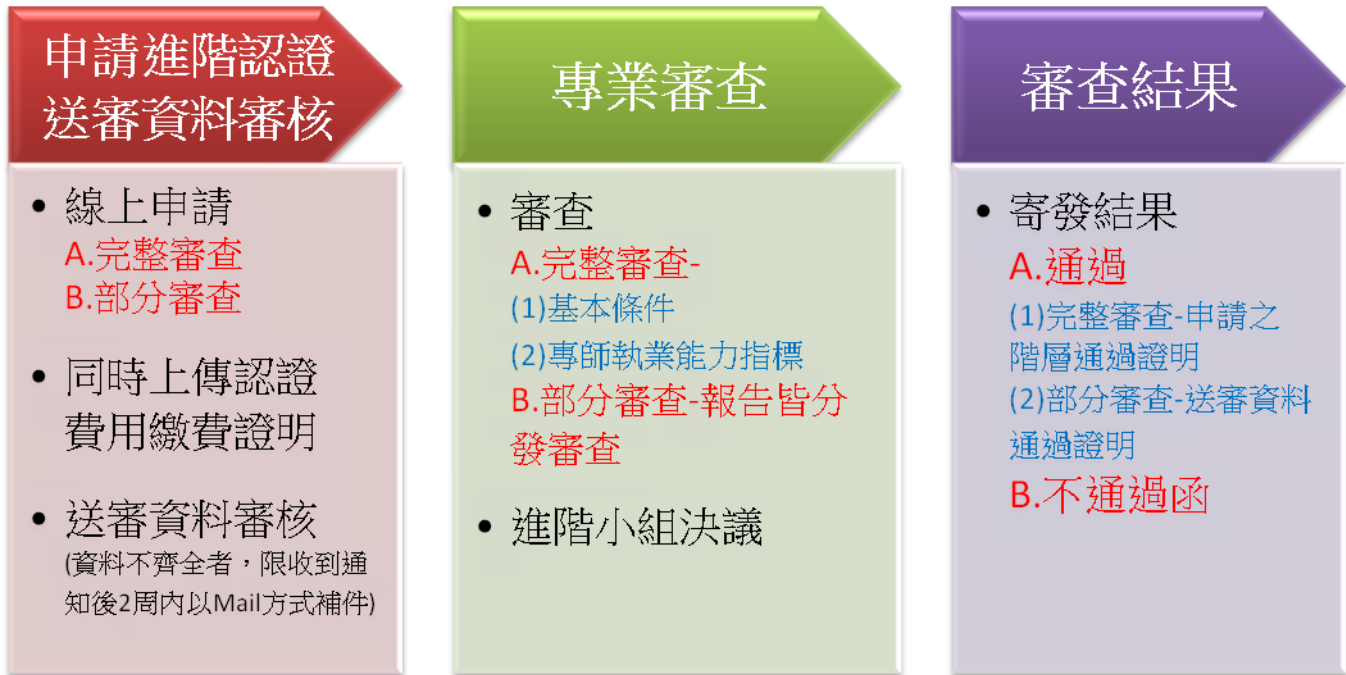 申請進階認證
送審資料審核
• 線上申請
A.完整審查
B.部分審查
• 同時上傳認證
費用繳費證明
• 送審資料審核
(資料不齊全者，限收到通
知後2周內以Mail方式補件)
專業審查
• 審查
A.完整審查-
(1)基本條件
(2)專師執業能力指標
B.部分審查-報告皆分
發審查
• 進階小組決議
審查結果
• 寄發結果
A.通過
(1)完整審查-申請之
階層通過證明
(2)部分審查-送審資料
通過證明
B.不通過函